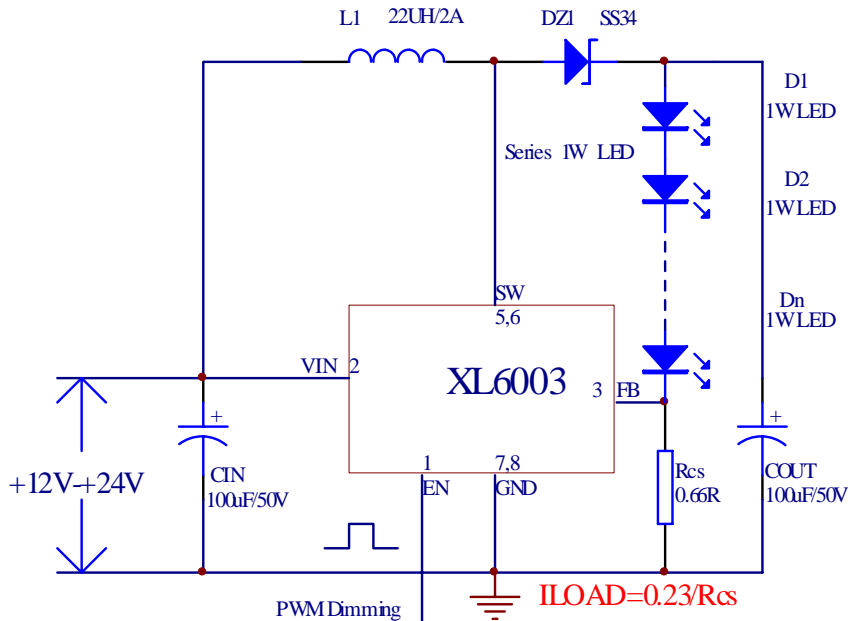 L1 22UH/2A
DZ1 SS34
D1
1WLED
Series 1W LED
D2
1WLED
SW
5,6
Dn
1WLED
VIN 2
XL6003
3 FB
+
+
+12V-+24V
CIN
100uF/50V
1
EN
7,8
GND
Rcs
0.66R
COUT
100uF/50V
ILOAD=0.23/Rcs
PWM Dimming